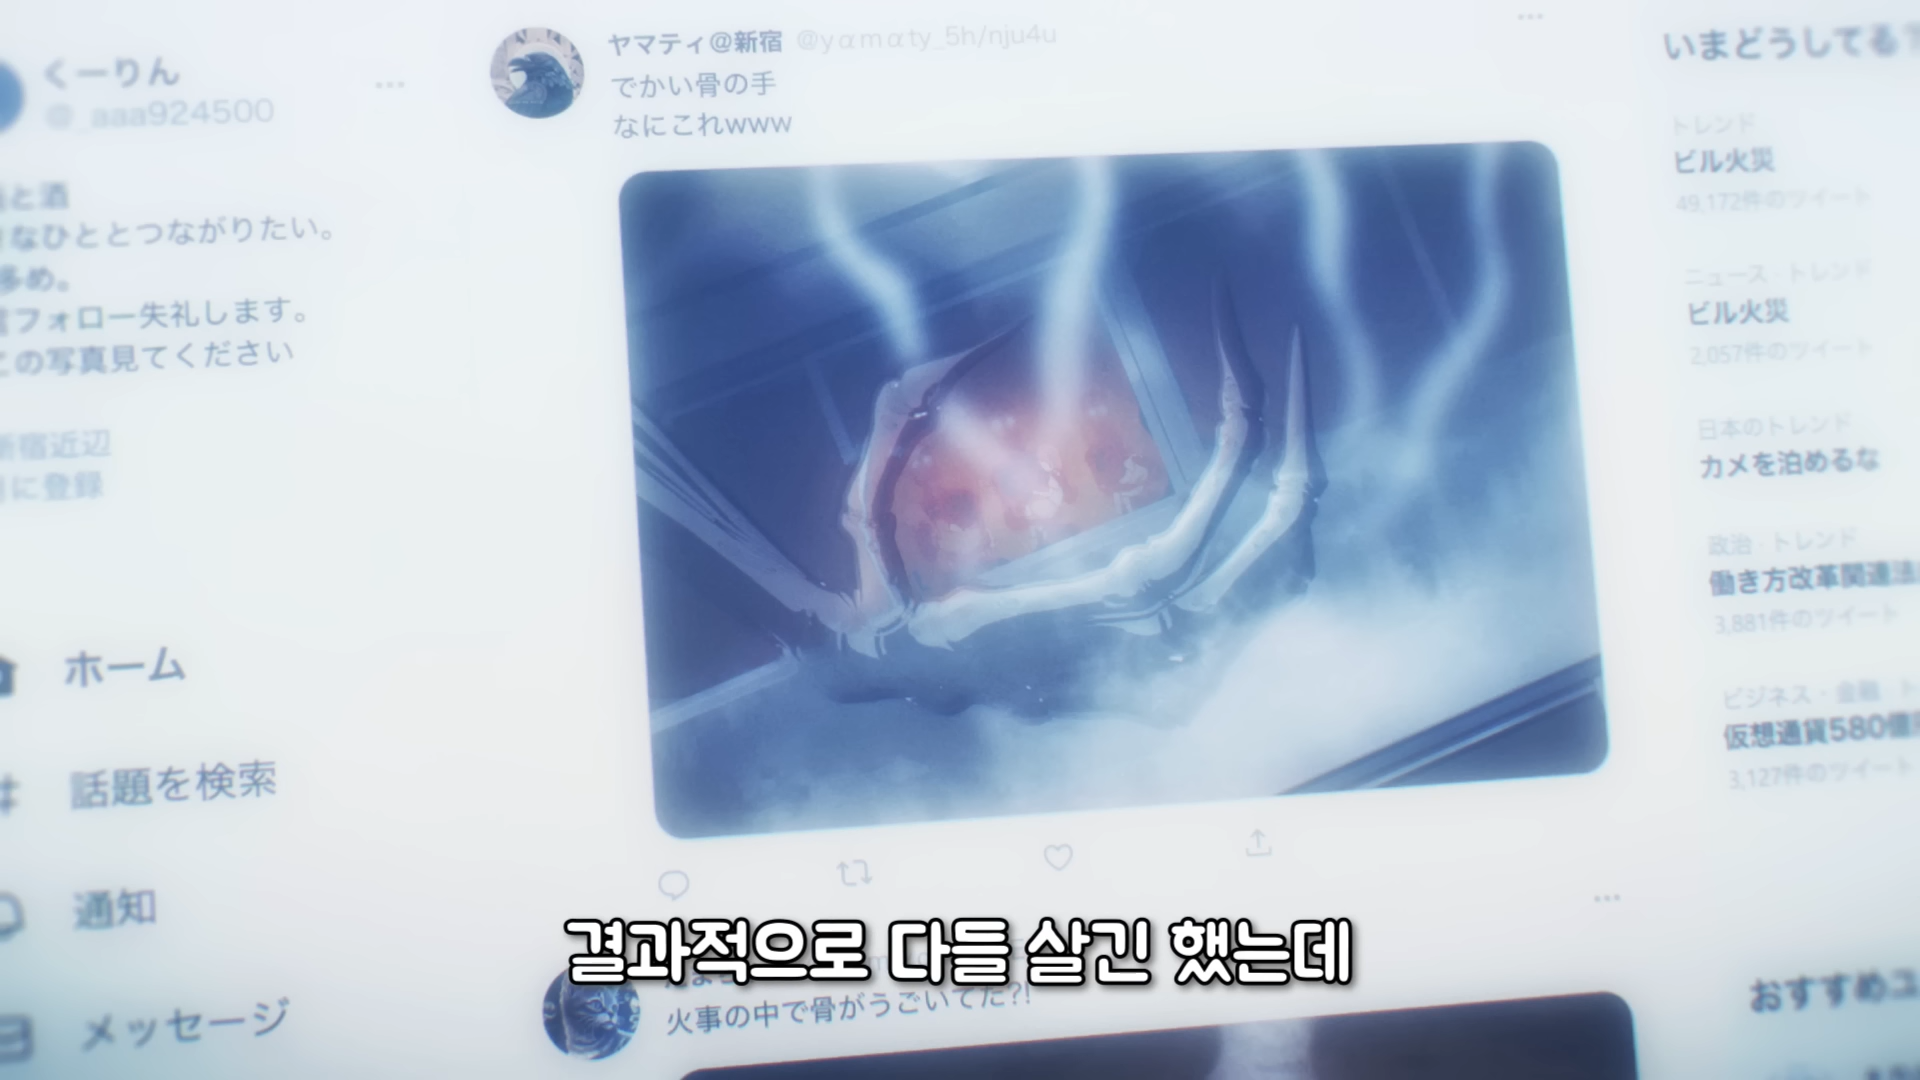 くーりん
@_aaa924500
と酒
なひととつながりたい。
多め。
フォロー失礼します。
この写真見てください
新宿近辺
に登録
ホーム
話題を検索
通知
メッセージ
ヤマティ@新宿 @yαmαty_5h/nju4u
でかい骨の手
なにこれwww
結果적으로 다들 살긴 했는데
火事の中で骨がうごいてた?!
いまどうしてる?
トレンド
ビル火災
49,172件のツイート
ニュース・トレンド
ビル火災
2,057件のツイート
日本のトレンド
カメを泊めるな
政治・トレンド
働き方改革関連法
3,881件のツイート
ビジネス・金融・ト
仮想通貨580億
3,127件のツイート
おすすめユ